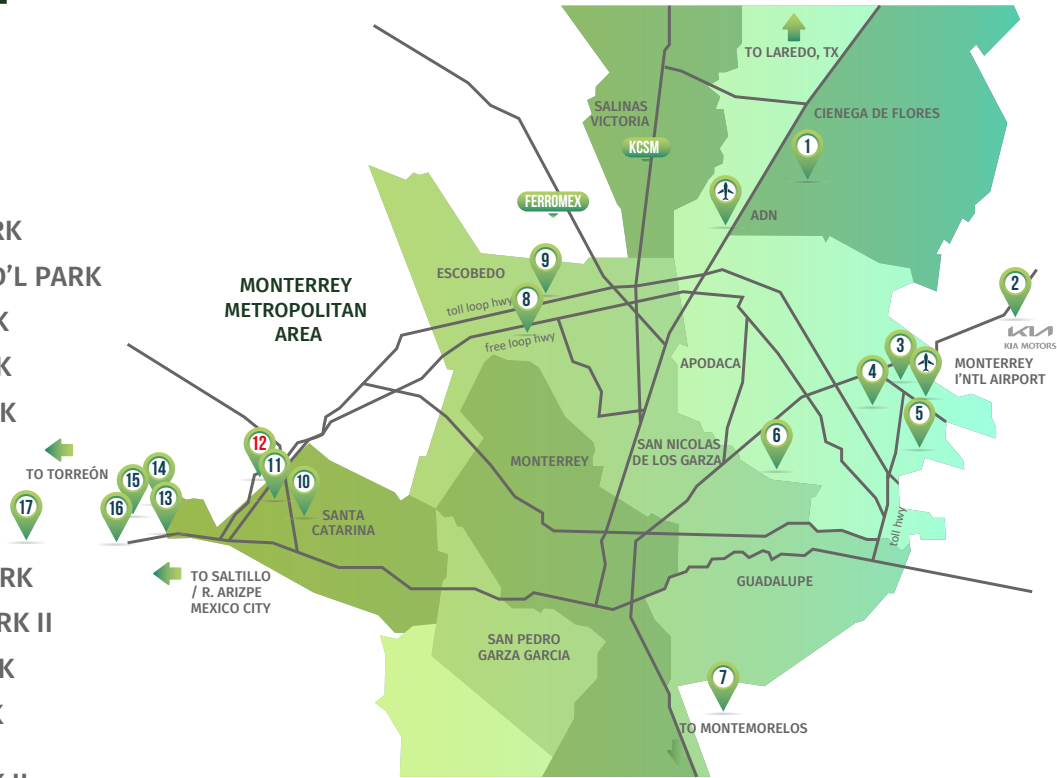 TO LAREDO, TX
SALINAS
VICTORIA
CIENEGA DE FLORES
KCSM
1
FERROMEX
ADN
PARK
D'L PARK
MONTERREY
METROPOLITAN
AREA
ESCOBEDO
9
8
toll loop hwy
free loop hwy
2
KIA
KIA MOTORS
3
MONTERREY
I'NTL AIRPORT
4
5
APODACA
6
SAN NICOLAS
DE LOS GARZA
MONTERREY
12
11
10
TO TORREÓN
14
15
13
16
17
SANTA
CATARINA
toll hwy
TO SALTILLO
/ R. ARIZPE
MEXICO CITY
GUADALUPE
RK II
SAN PEDRO
GARZA GARCIA
7
TO MONTEMORELOS